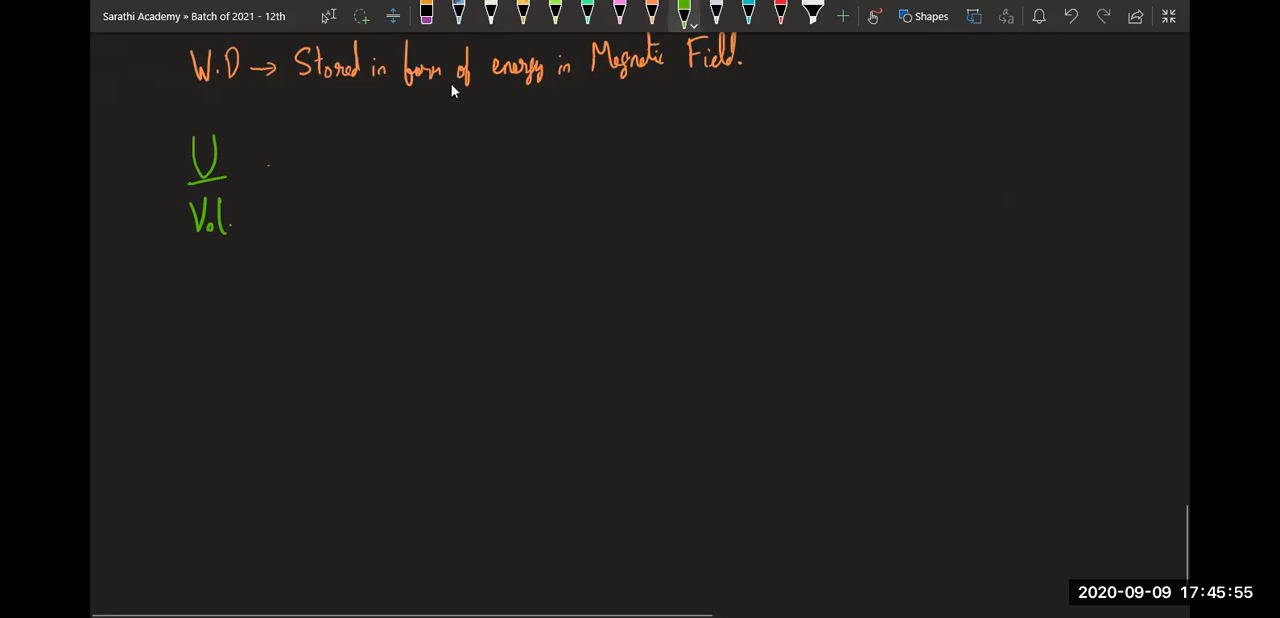 Sarathi Academy » Batch of 2021 - 12th
Shapes
W.D → Stored in form of energy in Magnetic Field.
U
Vol.
2020-09-09 17:45:55